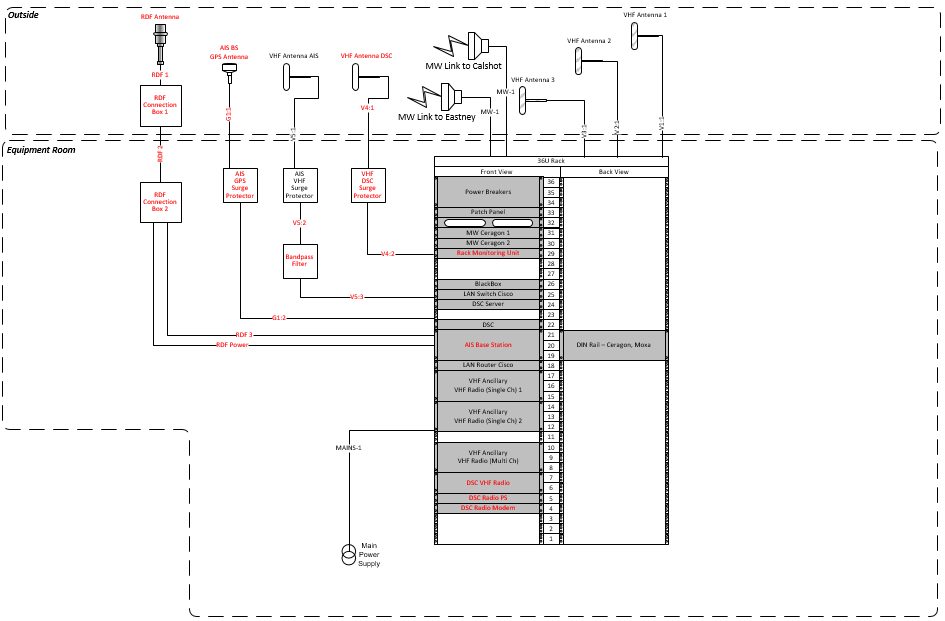 Outside
RDF Antenna
RDF 1
RDF
Connection
Box 1
AIS BS
GPS Antenna
G1:1
VHF Antenna AIS
V5:1
VHF Antenna DSC
V4:1
MW Link to Calshot
MW-1
MW Link to Eastney
MW-1
VHF Antenna 3
V3:1
VHF Antenna 2
V2:1
VHF Antenna 1
V1:1
Equipment Room
RDF 2
RDF
Connection
Box 2
AIS
GPS
Surge
Protector
AIS
VHF
Surge
Protector
VHF
DSC
Surge
Protector
V5:2
Bandpass
Filter
V4:2
V5:3
G1:2
RDF 3
RDF Power
MAINS-1
Main
Power
Supply
36U Rack
Front View
Back View
Power Breakers
36
35
34
Patch Panel
33
32
MW Ceragon 1
31
MW Ceragon 2
30
Rack Monitoring Unit
29
28
27
BlackBox
26
LAN Switch Cisco
25
DSC Server
24
23
DSC
22
21
AIS Base Station
20
DIN Rail – Ceragon, Moxa
19
LAN Router Cisco
18
17
VHF Ancillary
VHF Radio (Single Ch) 1
16
15
14
VHF Ancillary
VHF Radio (Single Ch) 2
13
12
11
10
VHF Ancillary
VHF Radio (Multi Ch)
9
8
7
DSC VHF Radio
6
DSC Radio PS
5
DSC Radio Modem
4
3
2
1